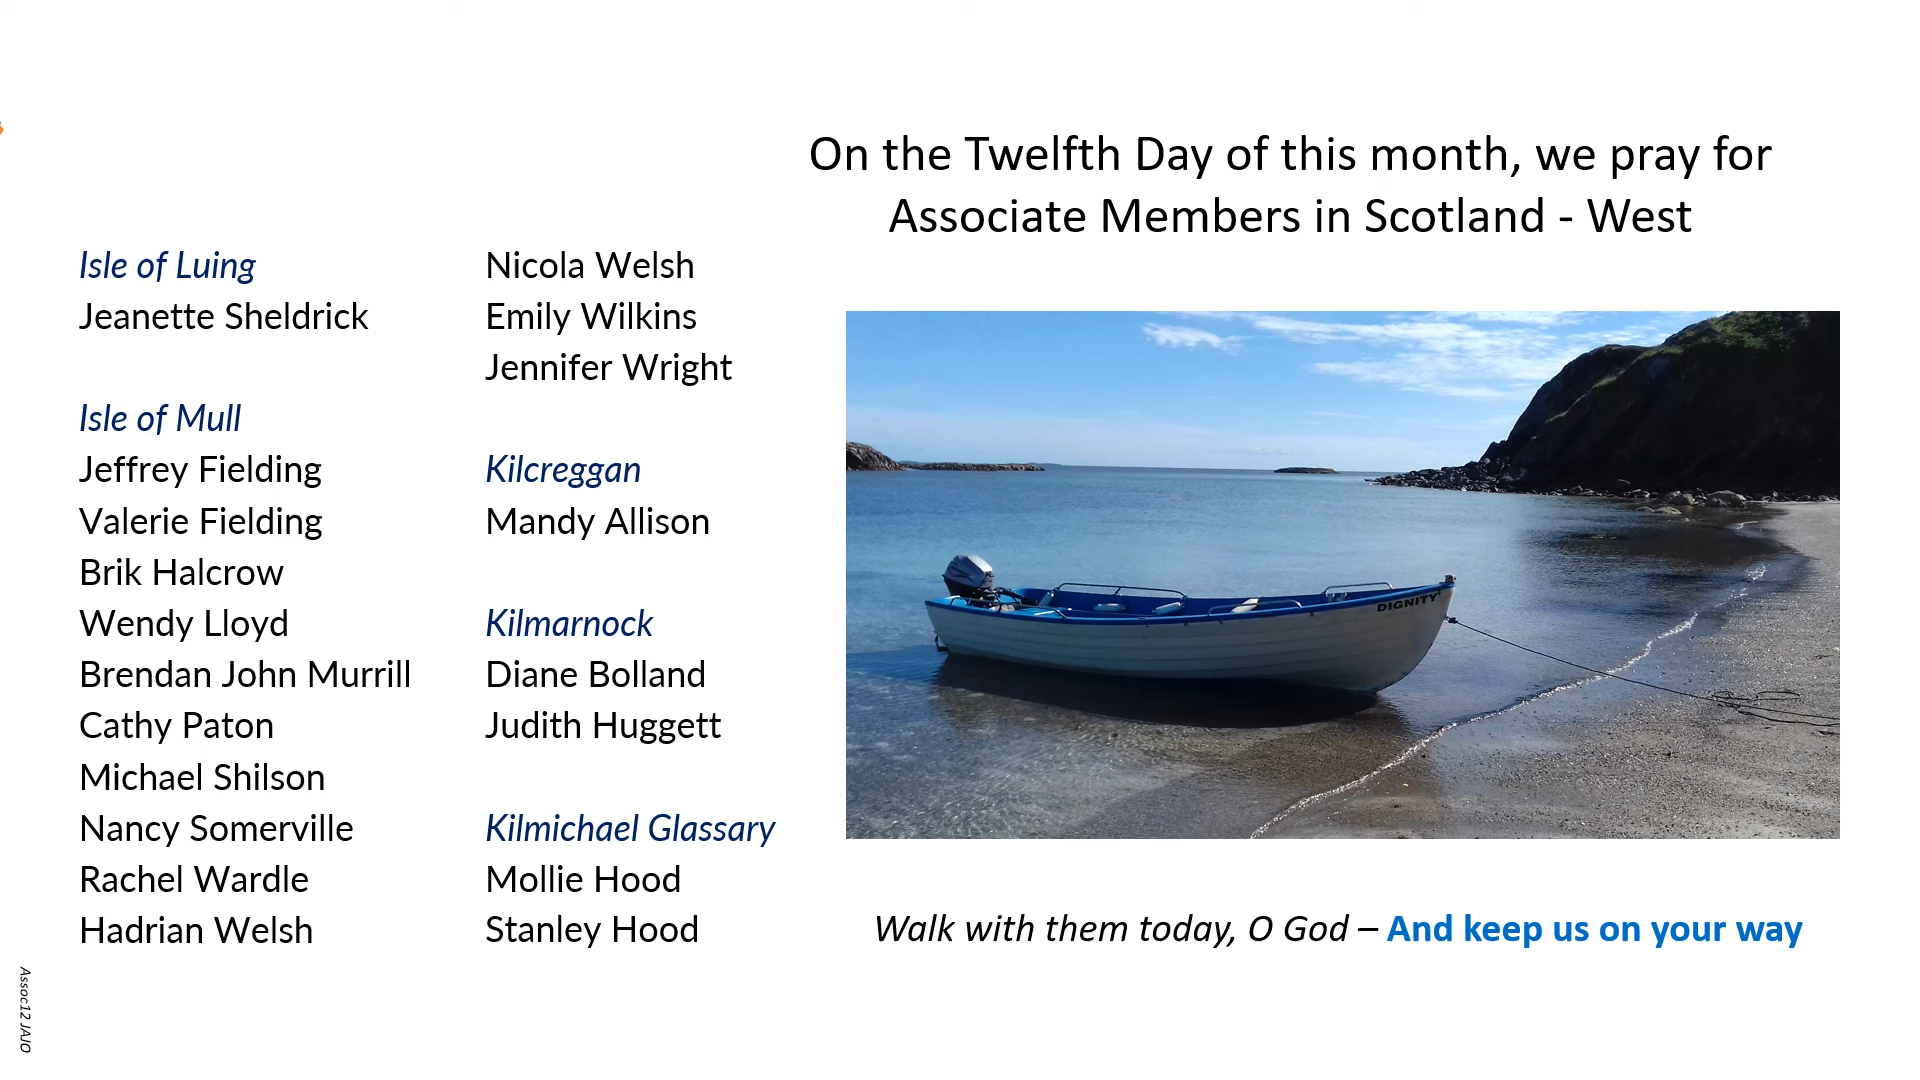 On the Twelfth Day of this month, we pray for
Associate Members in Scotland - West
Isle of Luing
Jeanette Sheldrick
Isle of Mull
Jeffrey Fielding
Valerie Fielding
Brik Halcrow
Wendy Lloyd
Brendan John Murrill
Cathy Paton
Michael Shilson
Nancy Somerville
Rachel Wardle
Hadrian Welsh
Nicola Welsh
Emily Wilkins
Jennifer Wright
Kilcreggan
Mandy Allison
Kilmarnock
Diane Bolland
Judith Huggett
Kilmichael Glassary
Mollie Hood
Stanley Hood
DIGNITY
Walk with them today, O God – And keep us on your way
Assoc12 JAJO